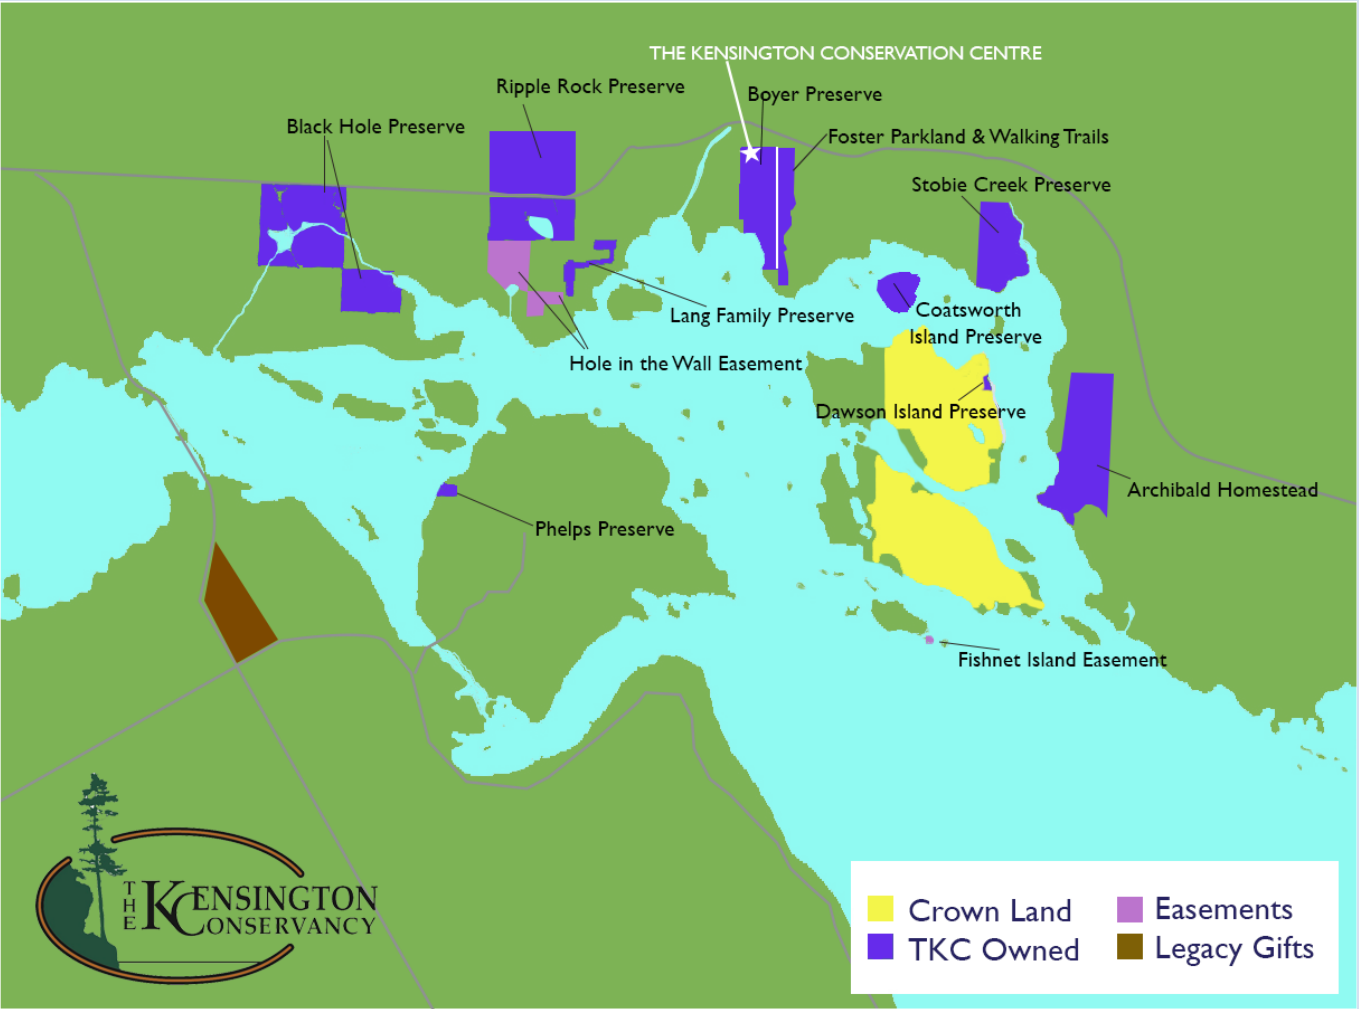 THE KENSINGTON CONSERVATION CENTRE
Ripple Rock Preserve
Boyer Preserve
Black Hole Preserve
Foster Parkland & Walking Trails
Stobie Creek Preserve
Lang Family Preserve
Coatsworth
Island Preserve
Hole in the Wall Easement
Dawson Island Preserve
Archibald Homestead
Phelps Preserve
Fishnet Island Easement
THE KENSINGTON
CONSERVANCY
Crown Land
Easements
TKC Owned
Legacy Gifts